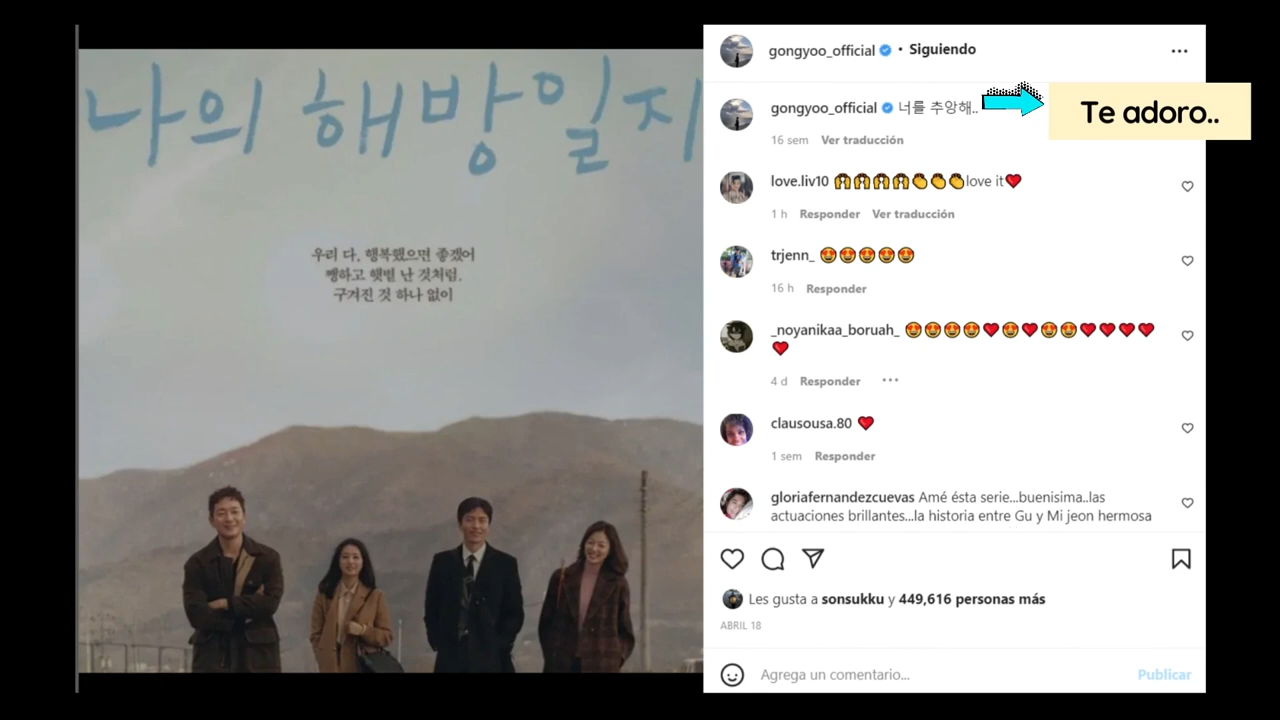 나의 해방일지
우리 다, 행복했으면 좋겠어
쨍하고 햇볕 난 것처럼.
구겨진 것 하나 없이
gongyoo_official • Siguiendo
gongyoo_official 너를 추앙해..
Te adoro..
16 sem Ver traducción
love.liv10 🙌🙌🙌🙌👏👏👏love it❤️
1 h Responder Ver traducción
trjenn_ 😍😍😍😍😍
16 h Responder
_noyanikaa_boruah_ 😍😍😍😍❤️😍❤️😍😍❤️❤️❤️❤️
❤️
4 d Responder •••
clausousa.80 ❤️
1 sem Responder
gloriafernandezcuevas Amé ésta serie...buenisima..las
actuaciones brillantes...la historia entre Gu y Mi jeon hermosa
Les gusta a sonsukku y 449,616 personas más
ABRIL 18
Agrega un comentario... Publicar